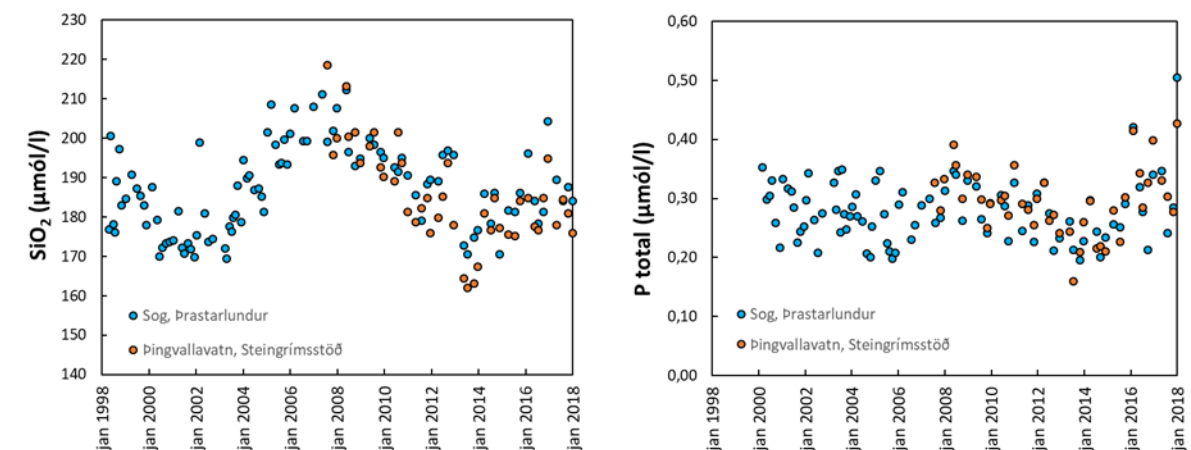 SiO₂ (µmól/l)
230
220
210
200
190
180
170
160
150
140
Sog, Þrastarlundur
Þingvallavatn, Steingrímsstöð
jan 1998
jan 2000
jan 2002
jan 2004
jan 2006
jan 2008
jan 2010
jan 2012
jan 2014
jan 2016
jan 2018
P total (µmól/l)
0,60
0,50
0,40
0,30
0,20
0,10
0,00
Sog, Þrastarlundur
Þingvallavatn, Steingrímsstöð
jan 1998
jan 2000
jan 2002
jan 2004
jan 2006
jan 2008
jan 2010
jan 2012
jan 2014
jan 2016
jan 2018